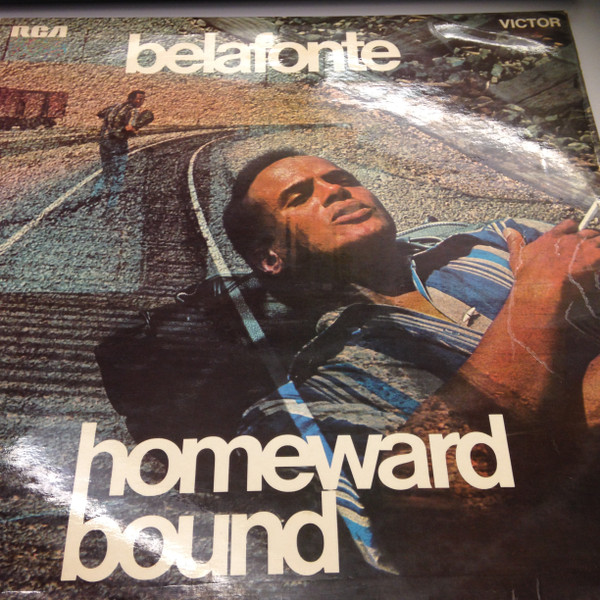 RCA
VICTOR
belafonte
homeward
bound